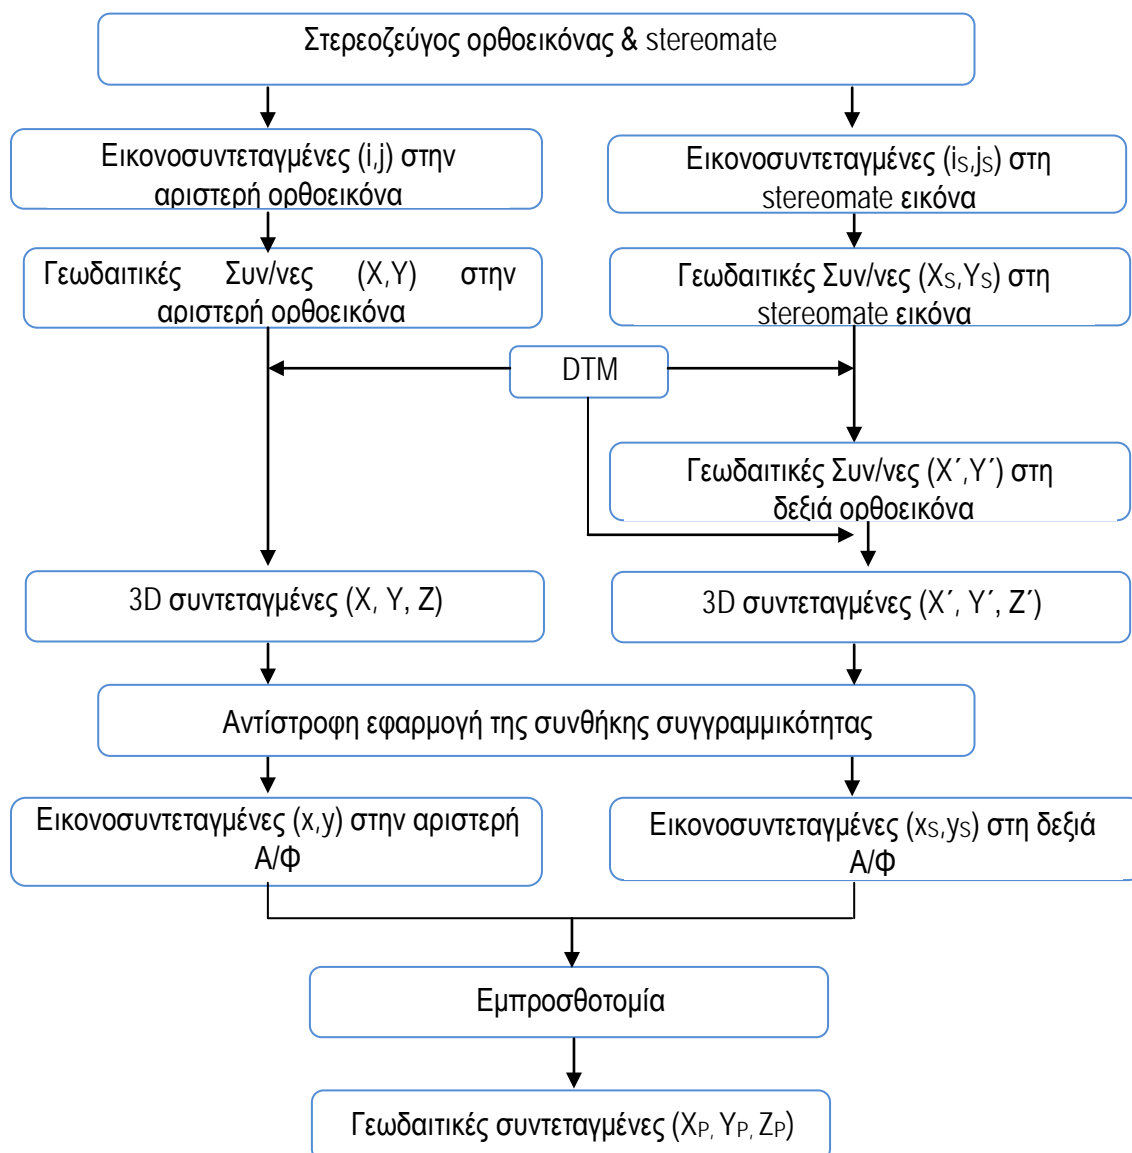 Στερεοζεύγος ορθοεικόνας & stereomate
Εικονοσυντεταγμένες (i,j) στην
αριστερή ορθοεικόνα
Εικονοσυντεταγμένες (iS,jS) στη
stereomate εικόνα
Γεωδαιτικές Συν/νες (X,Y) στην
αριστερή ορθοεικόνα
Γεωδαιτικές Συν/νες (XS,YS) στη
stereomate εικόνα
DTM
Γεωδαιτικές Συν/νες (X΄,Y΄) στη
δεξιά ορθοεικόνα
3D συντεταγμένες (X, Y, Z)
3D συντεταγμένες (X΄, Y΄, Z΄)
Αντίστροφη εφαρμογή της συνθήκης συγγραμμικότητας
Εικονοσυντεταγμένες (x,y) στην αριστερή
Α/Φ
Εικονοσυντεταγμένες (xS,yS) στη δεξιά
Α/Φ
Εμπροσθοτομία
Γεωδαιτικές συντεταγμένες (XP, YP, ZP)